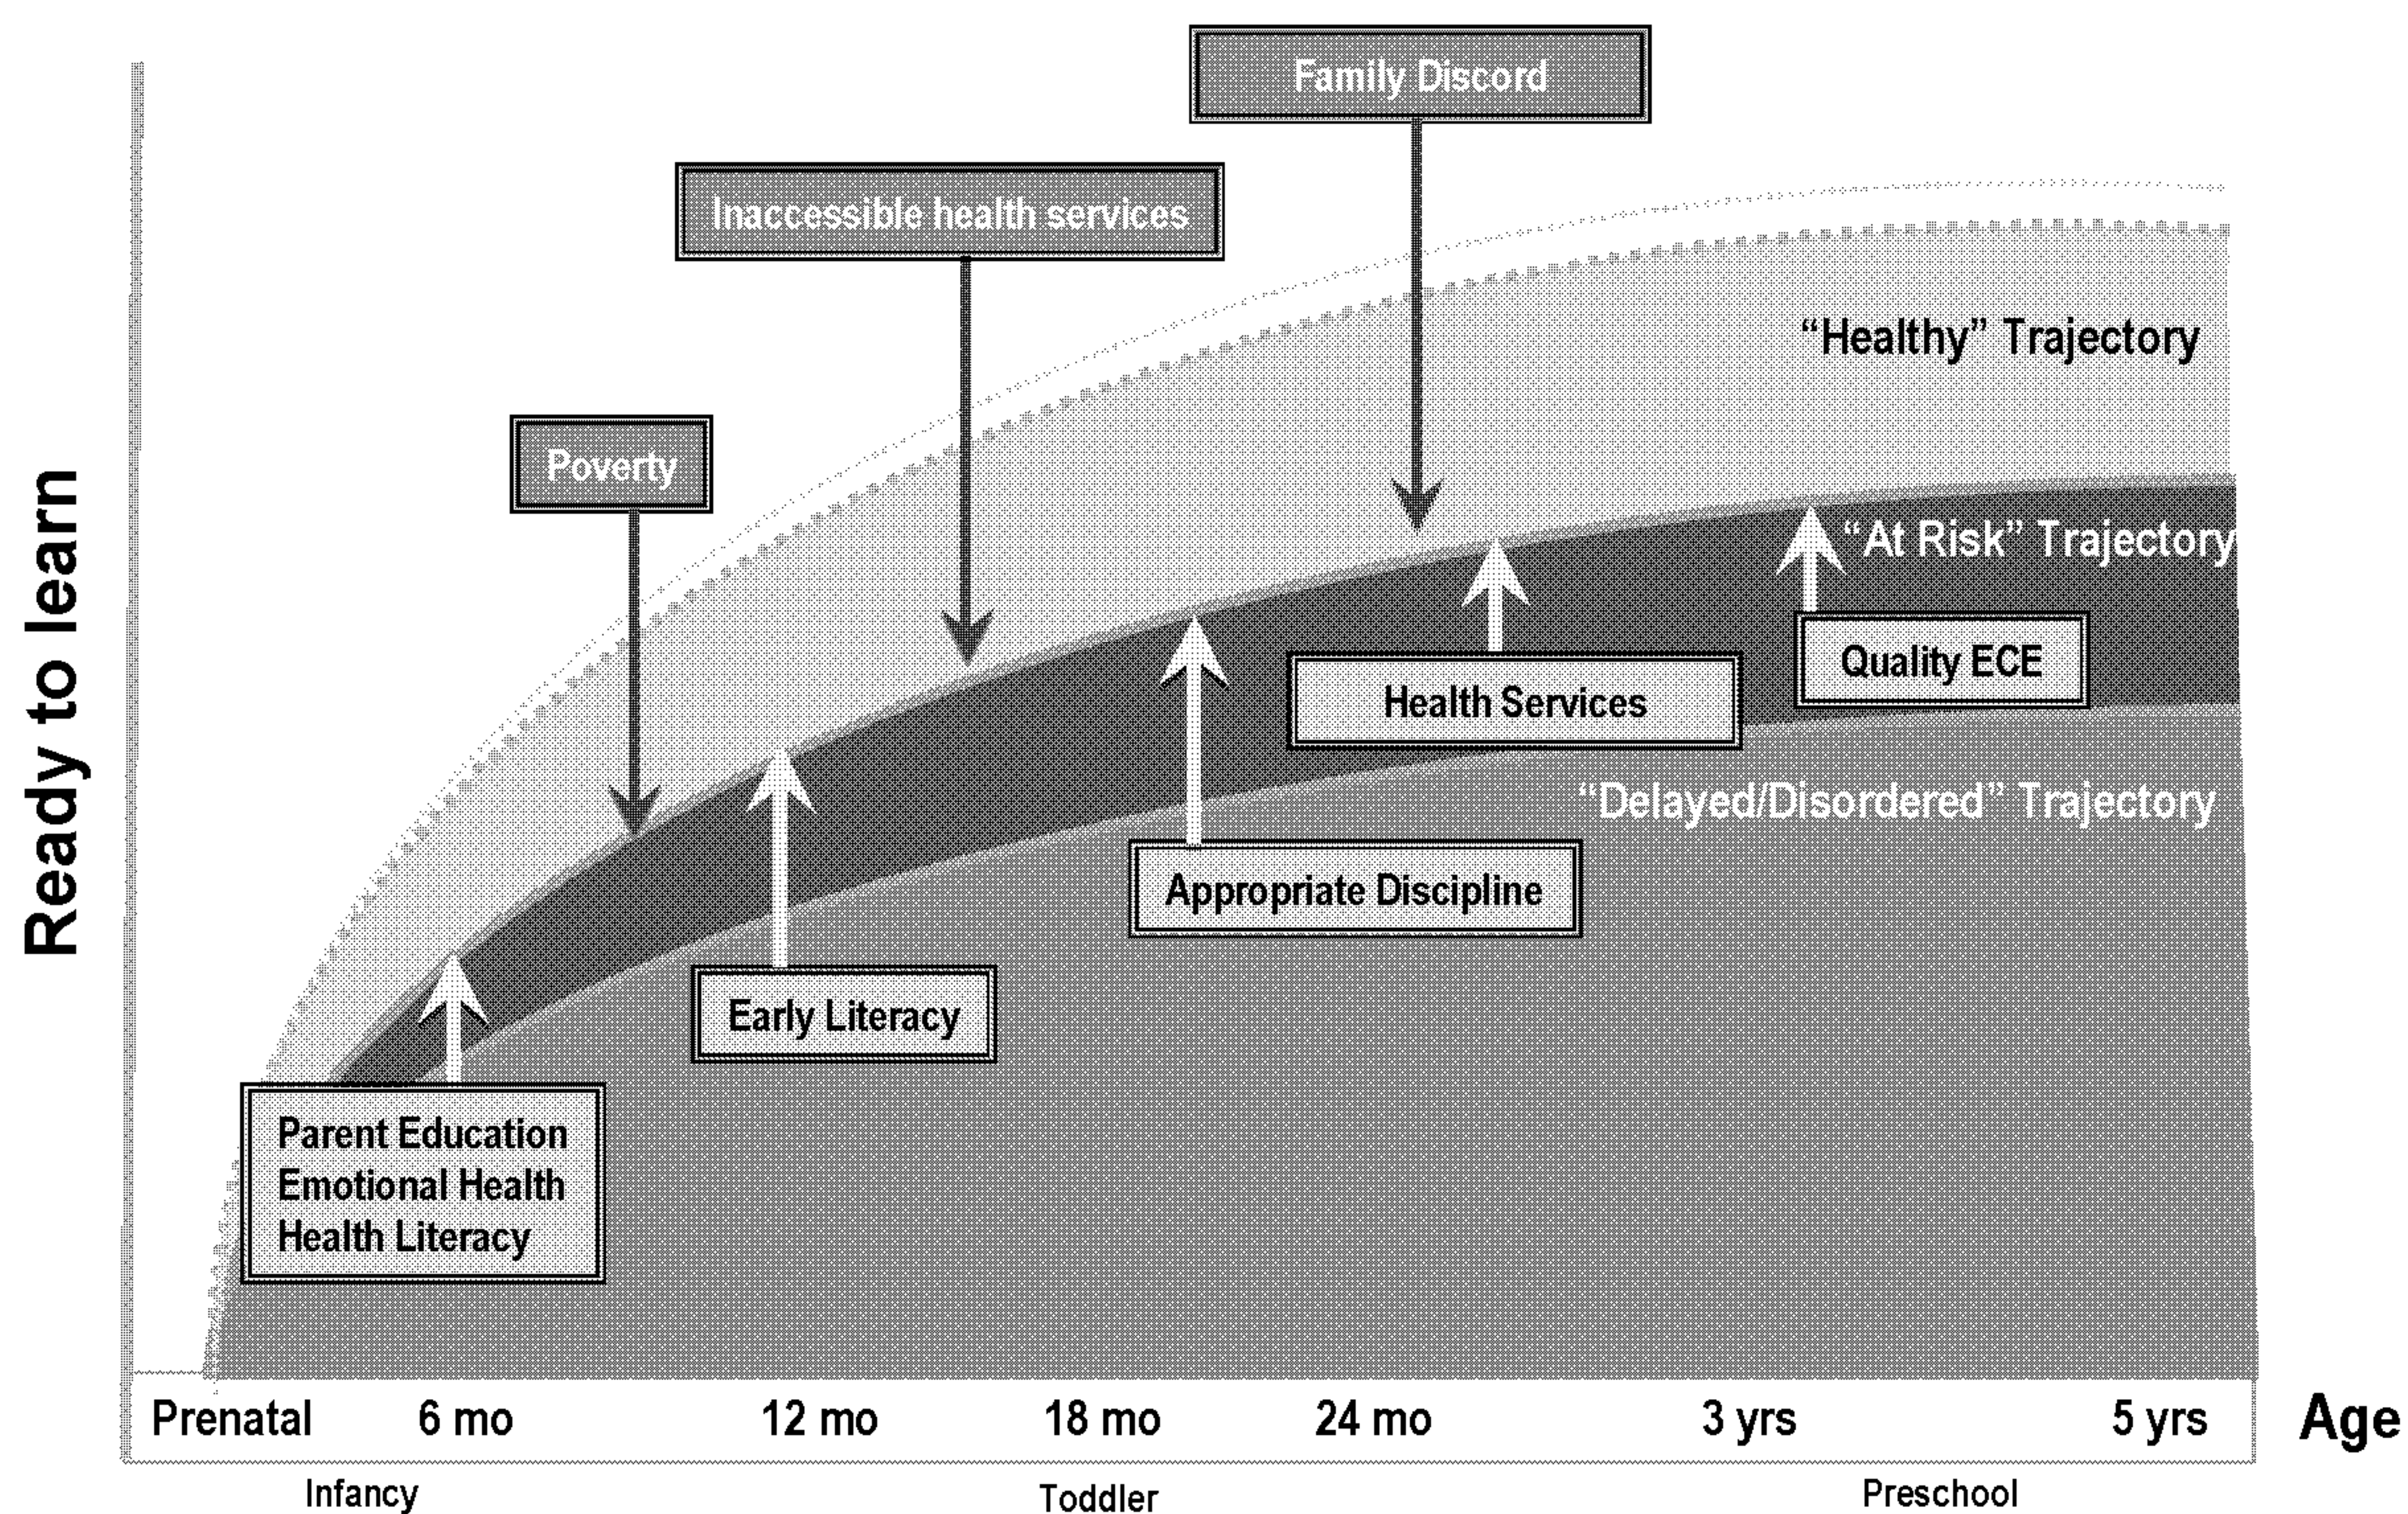 Family Discord
Inaccessible health services
“Healthy” Trajectory
Poverty
Ready to learn
“At Risk” Trajectory
Quality ECE
Health Services
“Delayed/Disordered” Trajectory
Appropriate Discipline
Early Literacy
Parent Education
Emotional Health
Health Literacy
Prenatal 6 mo 12 mo 18 mo 24 mo 3 yrs 5 yrs Age
Infancy Toddler Preschool